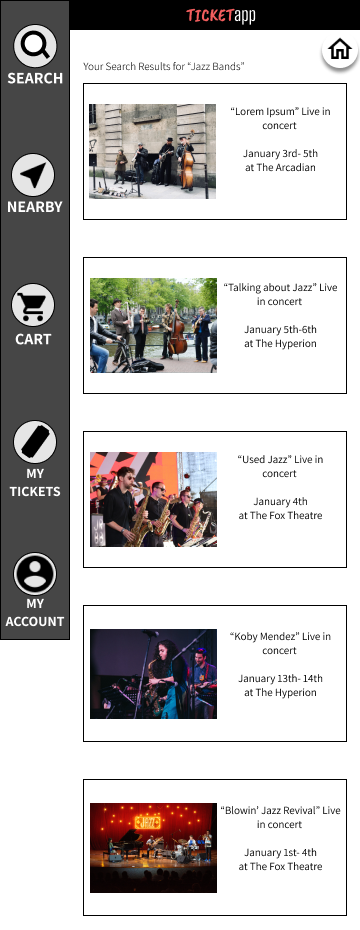 TICKETapp
SEARCH
NEARBY
CART
MY
TICKETS
MY
ACCOUNT
Your Search Results for “Jazz Bands”
“Lorem Ipsum” Live in
concert
January 3rd- 5th
at The Arcadian
“Talking about Jazz” Live
in concert
January 5th-6th
at The Hyperion
“Used Jazz” Live in
concert
January 4th
at The Fox Theatre
“Koby Mendez” Live in
concert
January 13th- 14th
at The Hyperion
JAZZ
“Blowin’ Jazz Revival” Live
in concert
January 1st- 4th
at The Fox Theatre